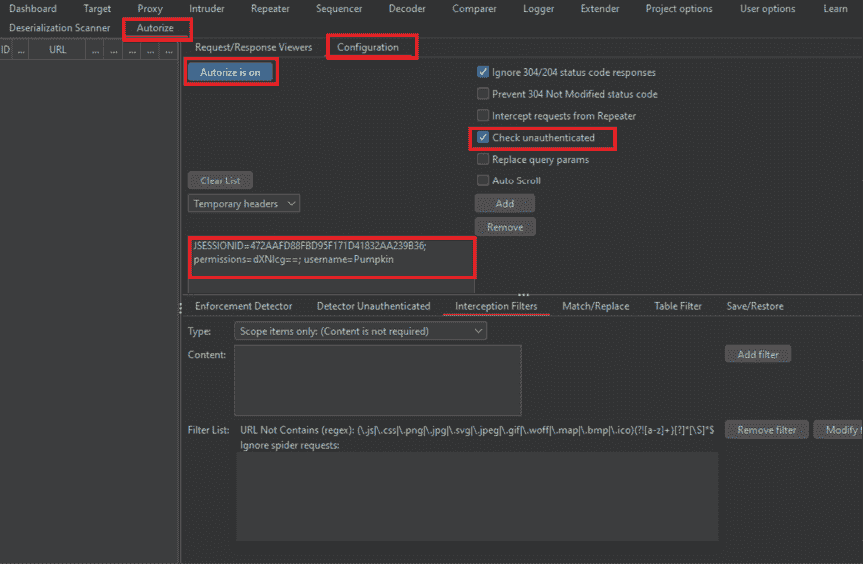 Dashboard Target Proxy Intruder Repeater Sequencer Decoder Comparer Logger Extender Project options User options Learn
Deserialization Scanner Autorize
ID ... URL ... ... ... ... ...
Request/Response Viewers Configuration
Autorize is on
Ignore 304/204 status code responses
Prevent 304 Not Modified status code
Intercept requests from Repeater
Check unauthenticated
Replace query params
Clear List
Auto Scroll
Temporary headers
Add
Remove
JSESSIONID=472AAFD88FBD95F171D41832AA239B36;
permissions=dXNlcg==; username=Pumpkin
Enforcement Detector Detector Unauthenticated Interception Filters Match/Replace Table Filter Save/Restore
Type: Scope items only: (Content is not required)
Content:
Add filter
Filter List: URL Not Contains (regex): (\.js|\.css|\.png|\.jpg|\.svg|\.jpeg|\.gif|\.woff|\.map|\.bmp|\.ico)(?![a-z]+)[?]*[\S]*$ Remove filter Modify
Ignore spider requests: